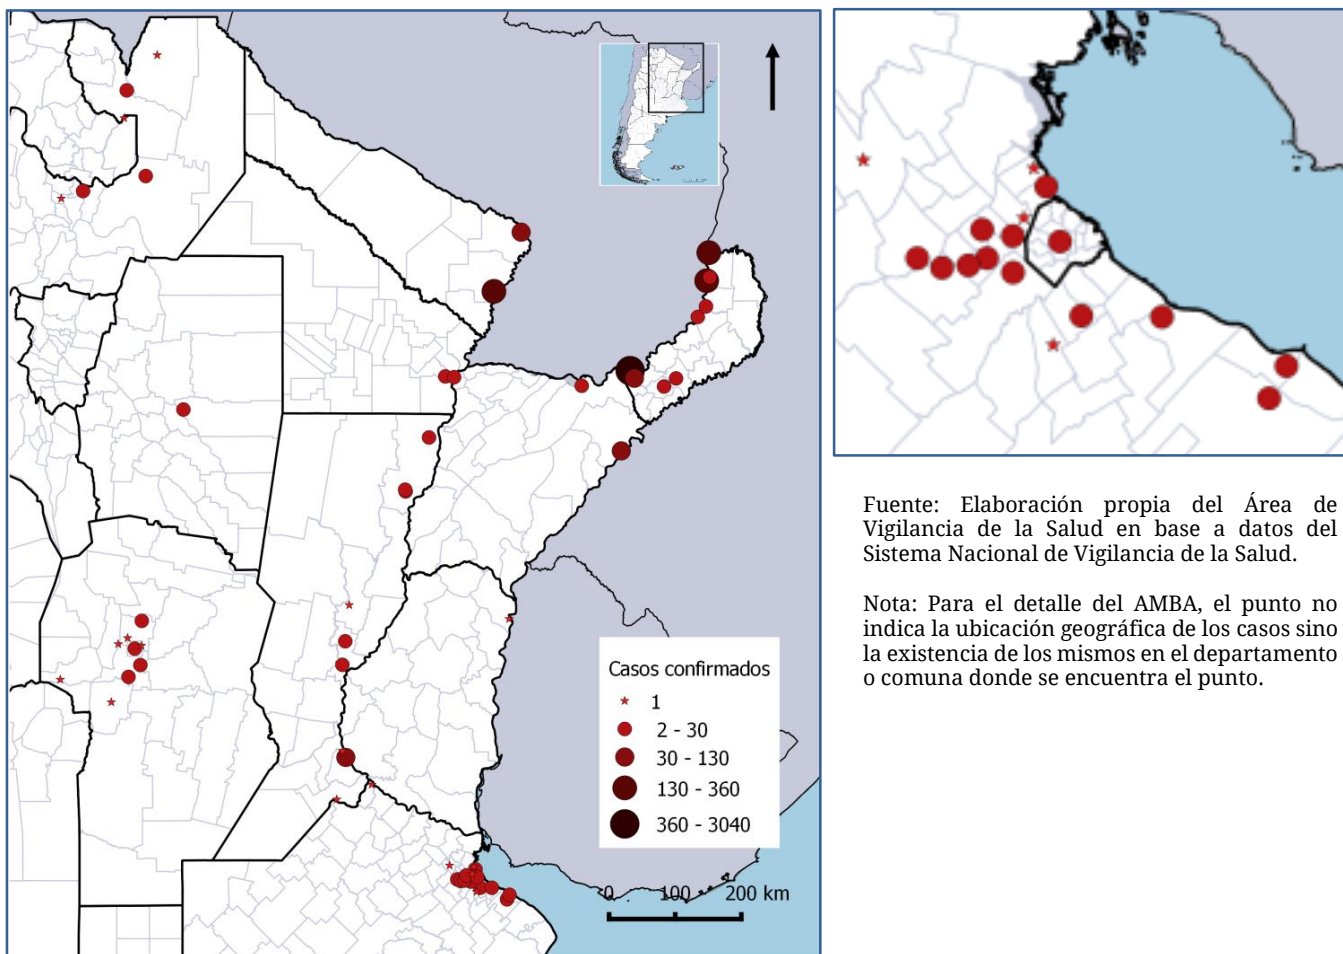 Casos confirmados
1
2 - 30
30 - 130
130 - 360
360 - 3040
0 100 200 km
Fuente: Elaboración propia del Área de
Vigilancia de la Salud en base a datos del
Sistema Nacional de Vigilancia de la Salud.
Nota: Para el detalle del AMBA, el punto no
indica la ubicación geográfica de los casos sino
la existencia de los mismos en el departamento
o comuna donde se encuentra el punto.